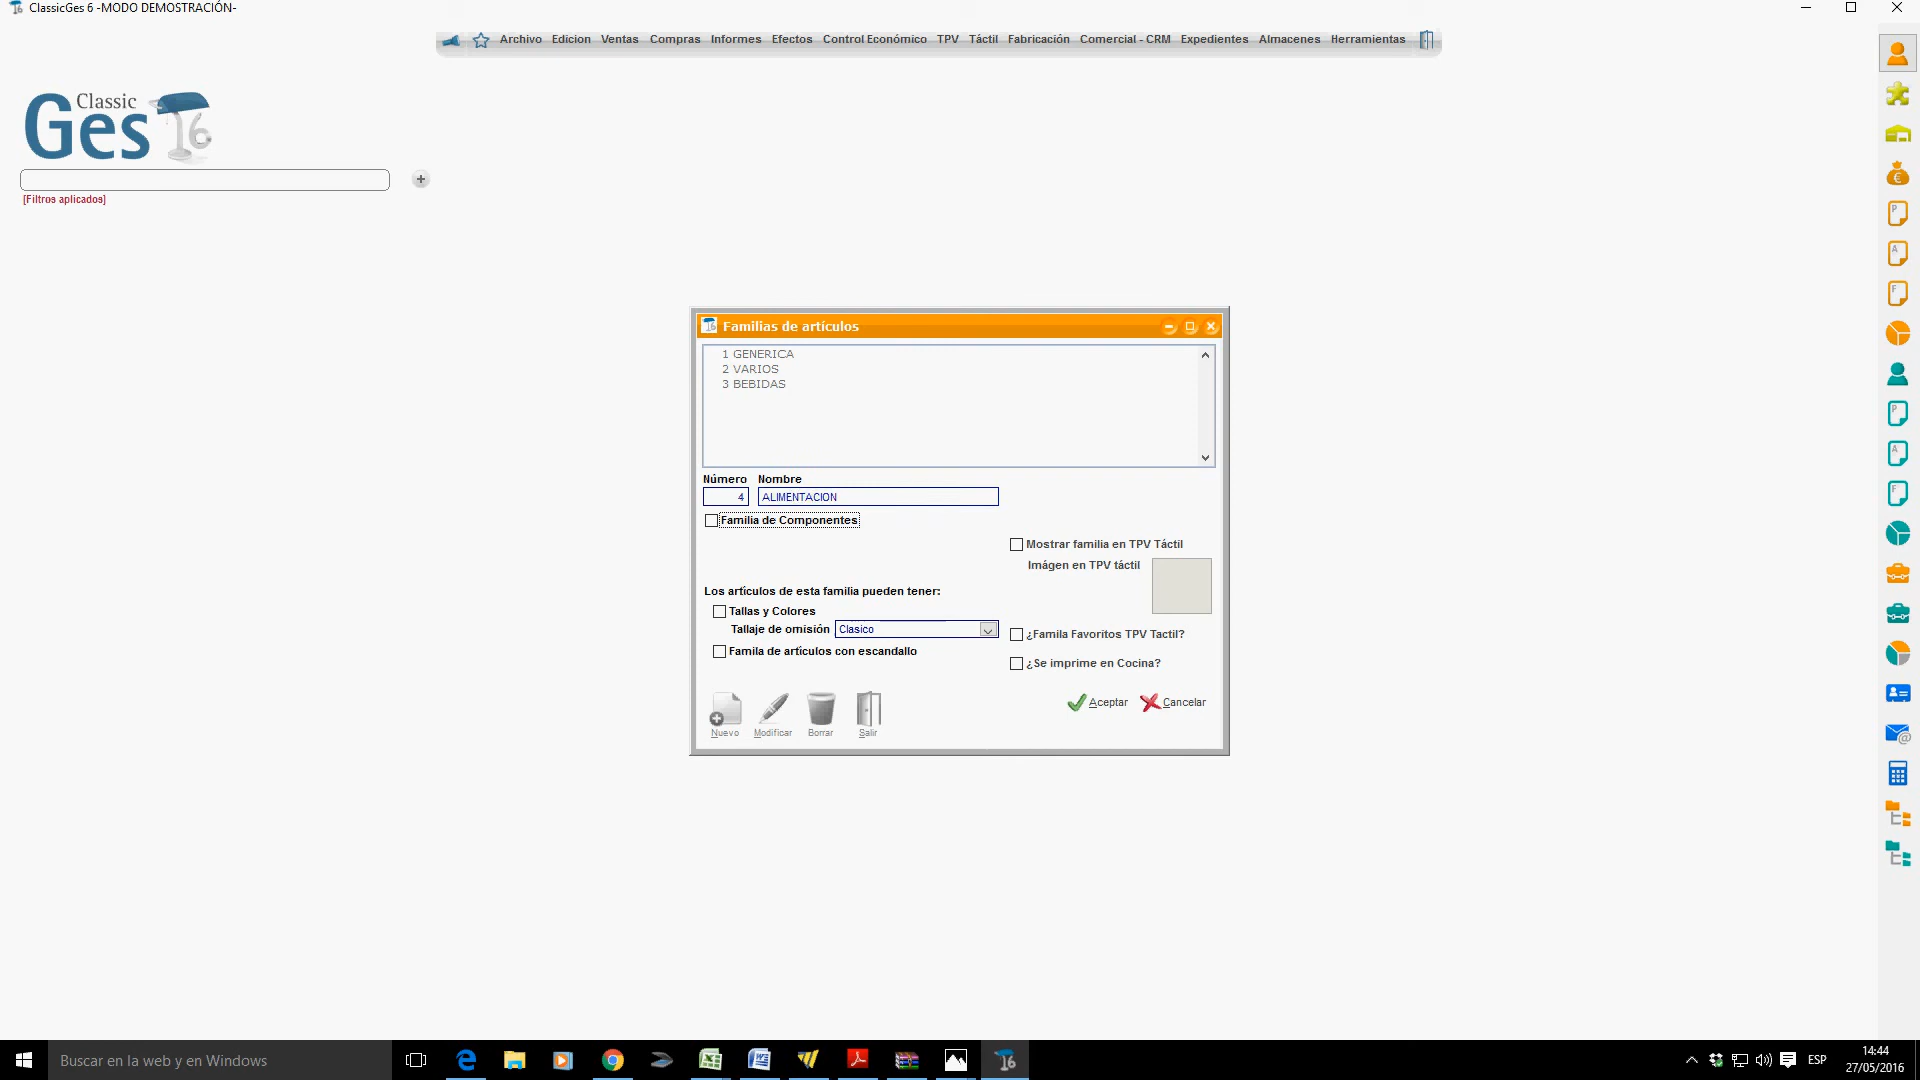 ClassicGes 6 -MODO DEMOSTRACIÓN-
Archivo Edicion Ventas Compras Informes Efectos Control Económico TPV Táctil Fabricación Comercial - CRM Expedientes Almacenes Herramientas
Classic
Ges 6
[Filtros aplicados]
Familias de artículos
1 GENERICA
2 VARIOS
3 BEBIDAS
Número Nombre
4 ALIMENTACION
Familia de Componentes
Mostrar familia en TPV Táctil
Imágen en TPV táctil
Los artículos de esta familia pueden tener:
Tallas y Colores
Tallaje de omisión Clasico
¿Famila Favoritos TPV Tactil?
Famila de artículos con escandallo
¿Se imprime en Cocina?
Aceptar Cancelar
Nuevo Modificar Borrar Salir
P
A
F
P
A
F
Buscar en la web y en Windows
ESP
14:44
27/05/2016